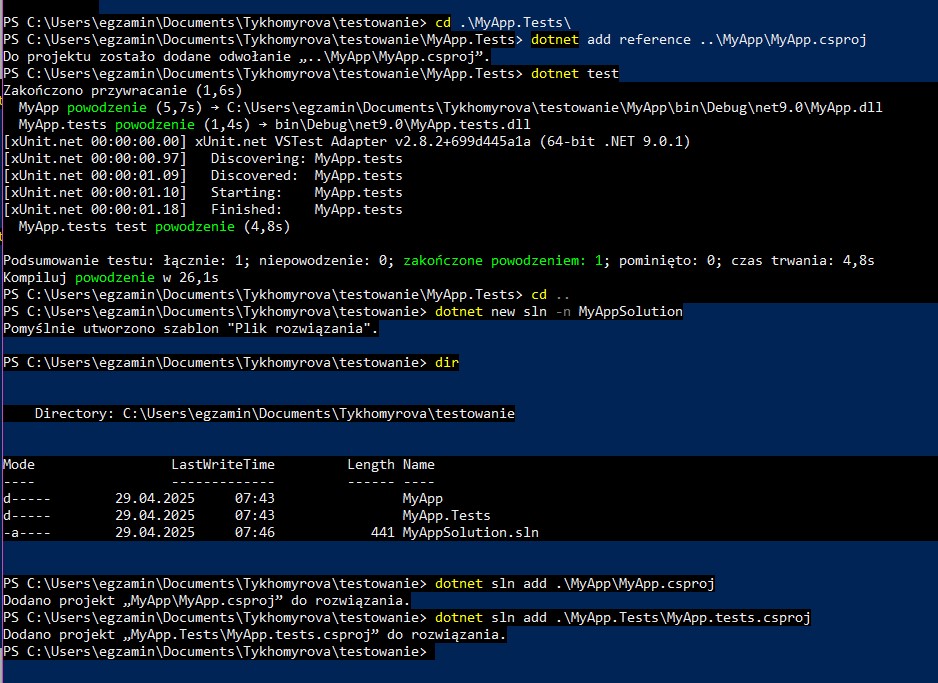 PS C:\Users\egzamin\Documents\Tykhomyrova\testowanie> cd .\MyApp.Tests\
PS C:\Users\egzamin\Documents\Tykhomyrova\testowanie\MyApp.Tests> dotnet add reference ..\MyApp\MyApp.csproj
Do projektu zostało dodane odwołanie „..\MyApp\MyApp.csproj”.
PS C:\Users\egzamin\Documents\Tykhomyrova\testowanie\MyApp.Tests> dotnet test
Zakończono przywracanie (1,6s)
  MyApp powodzenie (5,7s) → C:\Users\egzamin\Documents\Tykhomyrova\testowanie\MyApp\bin\Debug\net9.0\MyApp.dll
  MyApp.tests powodzenie (1,4s) → bin\Debug\net9.0\MyApp.tests.dll
[xUnit.net 00:00:00.00] xUnit.net VSTest Adapter v2.8.2+699d445a1a (64-bit .NET 9.0.1)
[xUnit.net 00:00:00.97]   Discovering: MyApp.tests
[xUnit.net 00:00:01.09]   Discovered:  MyApp.tests
[xUnit.net 00:00:01.10]   Starting:    MyApp.tests
[xUnit.net 00:00:01.18]   Finished:    MyApp.tests
  MyApp.tests test powodzenie (4,8s)
Podsumowanie testu: łącznie: 1; niepowodzenie: 0; zakończone powodzeniem: 1; pominięto: 0; czas trwania: 4,8s
Kompiluj powodzenie w 26,1s
PS C:\Users\egzamin\Documents\Tykhomyrova\testowanie\MyApp.Tests> cd ..
PS C:\Users\egzamin\Documents\Tykhomyrova\testowanie> dotnet new sln -n MyAppSolution
Pomyślnie utworzono szablon "Plik rozwiązania".
PS C:\Users\egzamin\Documents\Tykhomyrova\testowanie> dir
    Directory: C:\Users\egzamin\Documents\Tykhomyrova\testowanie
Mode                 LastWriteTime         Length Name
----                 -------------         ------ ----
d-----        29.04.2025     07:43                MyApp
d-----        29.04.2025     07:43                MyApp.Tests
-a----        29.04.2025     07:46            441 MyAppSolution.sln
PS C:\Users\egzamin\Documents\Tykhomyrova\testowanie> dotnet sln add .\MyApp\MyApp.csproj
Dodano projekt „MyApp\MyApp.csproj” do rozwiązania.
PS C:\Users\egzamin\Documents\Tykhomyrova\testowanie> dotnet sln add .\MyApp.Tests\MyApp.tests.csproj
Dodano projekt „MyApp.Tests\MyApp.tests.csproj” do rozwiązania.
PS C:\Users\egzamin\Documents\Tykhomyrova\testowanie>